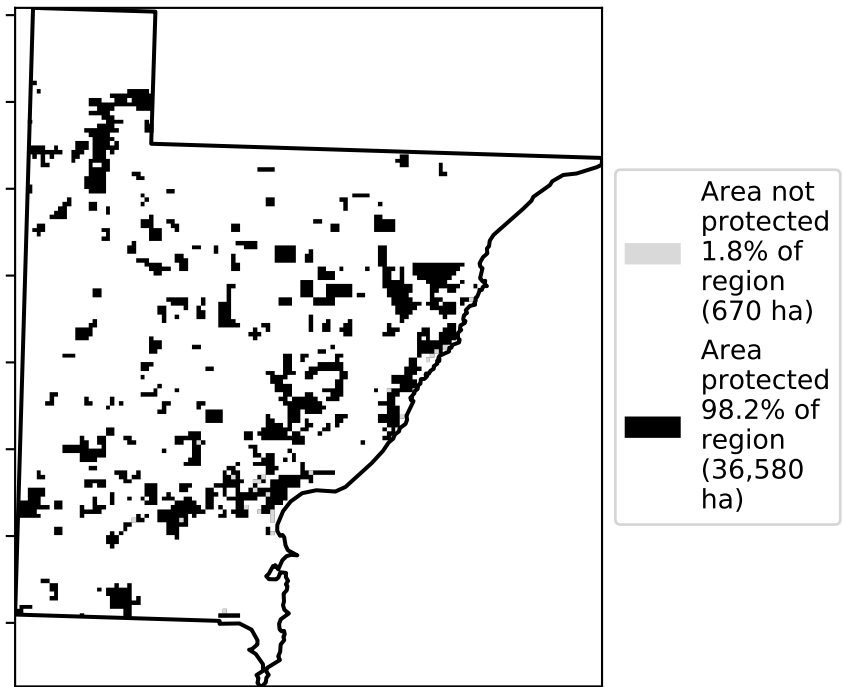 Area not
protected
1.8% of
region
(670 ha)
Area
protected
98.2% of
region
(36,580
ha)